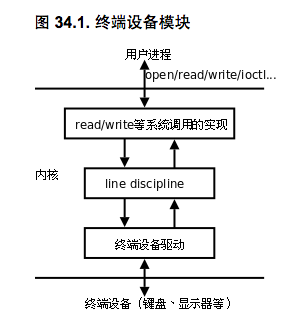 图 34.1. 终端设备模块
用户进程
open/read/write/ioctl...
read/write等系统调用的实现
内核
line discipline
终端设备驱动
终端设备（键盘、显示器等）